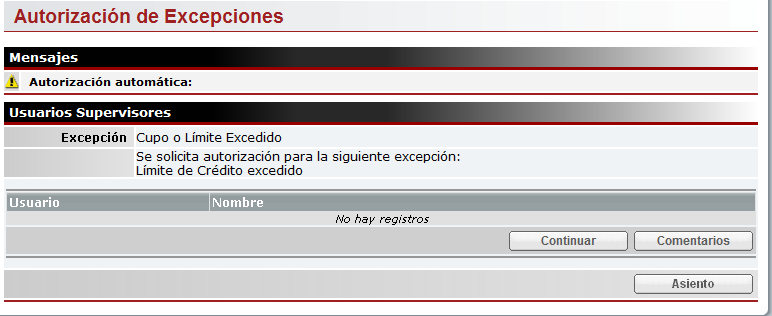 Autorización de Excepciones
Mensajes
Autorización automática:
Usuarios Supervisores
Excepción Cupo o Límite Excedido
Se solicita autorización para la siguiente excepción:
Límite de Crédito excedido
Usuario Nombre
No hay registros
Continuar Comentarios
Asiento